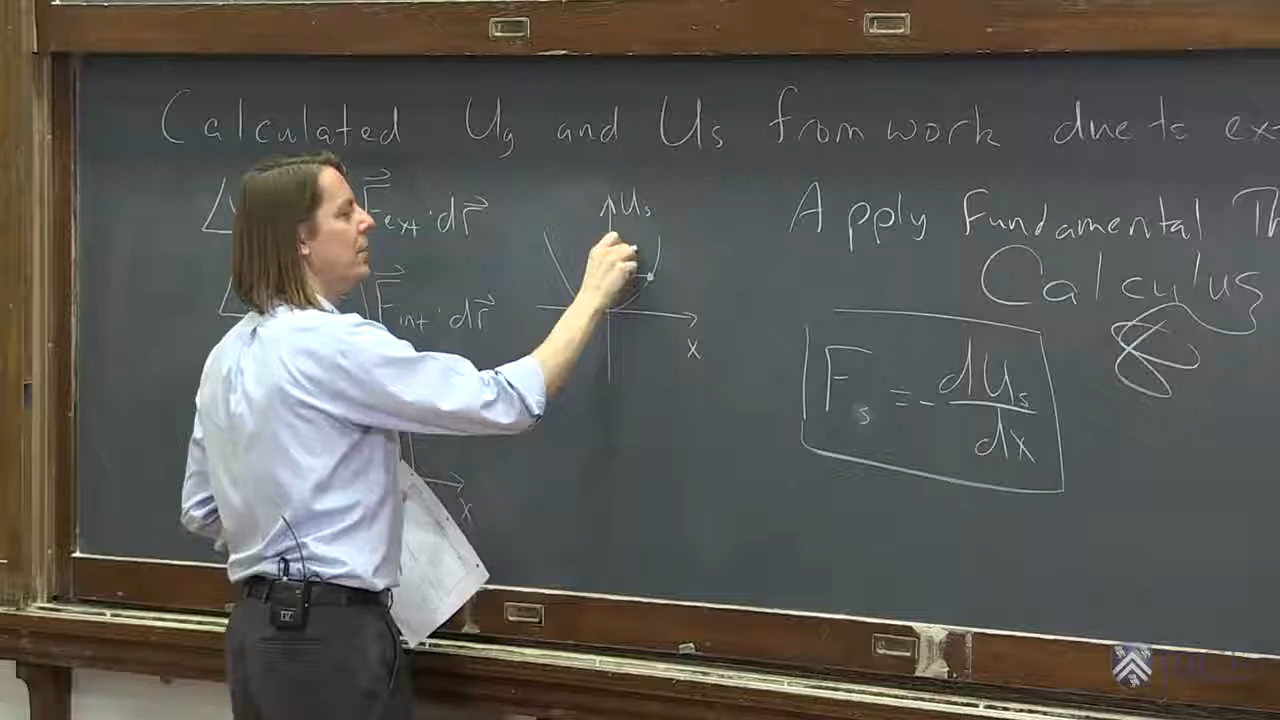 Calculated Ug and Us from work due to ex
Apply Fundamental Th
Calculus
F⃗ext · dr⃗
F⃗int · dr⃗
Us
x
Fs = - dUs/dx
x
RICE